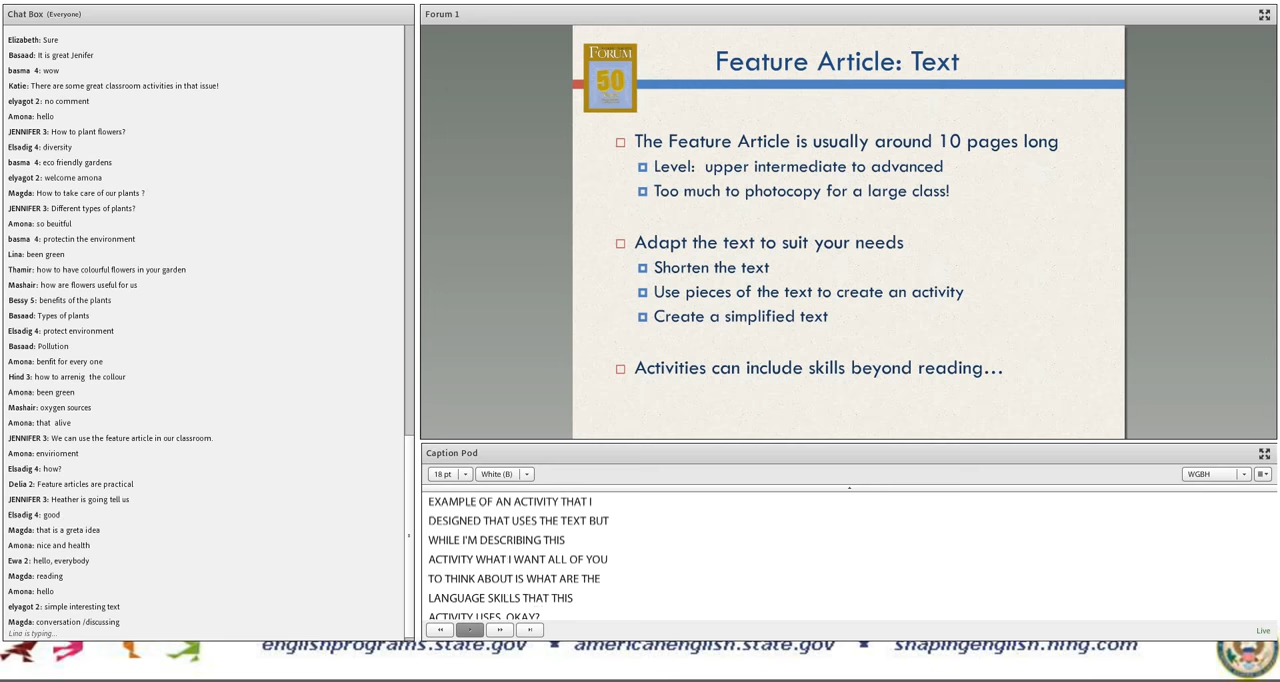 Chat Box (Everyone)
Elizabeth: Sure
Basaad: It is great Jenifer
basma 4: wow
Katie: There are some great classroom activities in that issue!
elyagot 2: no comment
Amona: hello
JENNIFER 3: How to plant flowers?
Elsadig 4: diversity
basma 4: eco friendly gardens
elyagot 2: welcome amona
Magda: How to take care of our plants ?
JENNIFER 3: Different types of plants?
Amona: so beuitful
basma 4: protectin the environment
Lina: been green
Thamir: how to have colourful flowers in your garden
Mashair: how are flowers useful for us
Bessy 5: benefits of the plants
Basaad: Types of plants
Elsadig 4: protect environment
Basaad: Pollution
Amona: benfit for every one
Hind 3: how to arrenig the collour
Amona: been green
Mashair: oxygen sources
Amona: that alive
JENNIFER 3: We can use the feature article in our classroom.
Amona: envirioment
Elsadig 4: how?
Delia 2: Feature articles are practical
JENNIFER 3: Heather is going tell us
Elsadig 4: good
Magda: that is a greta idea
Amona: nice and health
Ewa 2: hello, everybody
Magda: reading
Amona: hello
elyagot 2: simple interesting text
Magda: conversation /discussing
Lina is typing...
Forum 1
FORUM
50
Feature Article: Text
The Feature Article is usually around 10 pages long
Level: upper intermediate to advanced
Too much to photocopy for a large class!
Adapt the text to suit your needs
Shorten the text
Use pieces of the text to create an activity
Create a simplified text
Activities can include skills beyond reading…
Caption Pod
18 pt
White (B)
WGBH
EXAMPLE OF AN ACTIVITY THAT I
DESIGNED THAT USES THE TEXT BUT
WHILE I'M DESCRIBING THIS
ACTIVITY WHAT I WANT ALL OF YOU
TO THINK ABOUT IS WHAT ARE THE
LANGUAGE SKILLS THAT THIS
ACTIVITY USES, OKAY?
Live
englishprograms.state.gov americanenglish.state.gov shapingenglish.ning.com